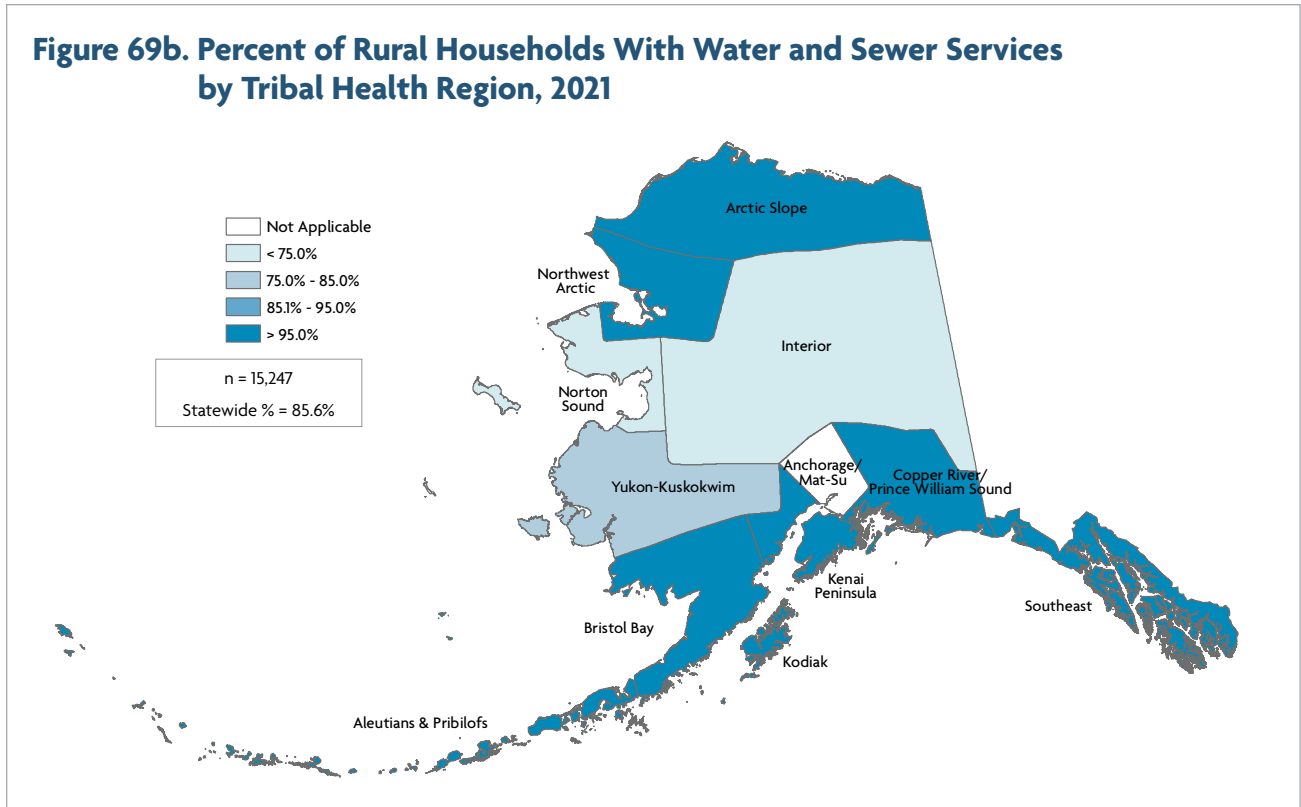 Figure 69b. Percent of Rural Households With Water and Sewer Services
by Tribal Health Region, 2021
Not Applicable
< 75.0%
75.0% - 85.0%
85.1% - 95.0%
> 95.0%
n = 15,247
Statewide % = 85.6%
Arctic Slope
Northwest
Arctic
Interior
Norton
Sound
Anchorage/
Mat-Su
Copper River/
Prince William Sound
Yukon-Kuskokwim
Kenai
Peninsula
Southeast
Bristol Bay
Kodiak
Aleutians & Pribilofs